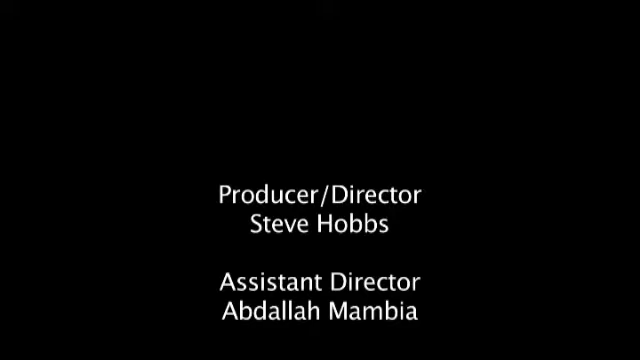 Producer/Director
Steve Hobbs
Assistant Director
Abdallah Mambia